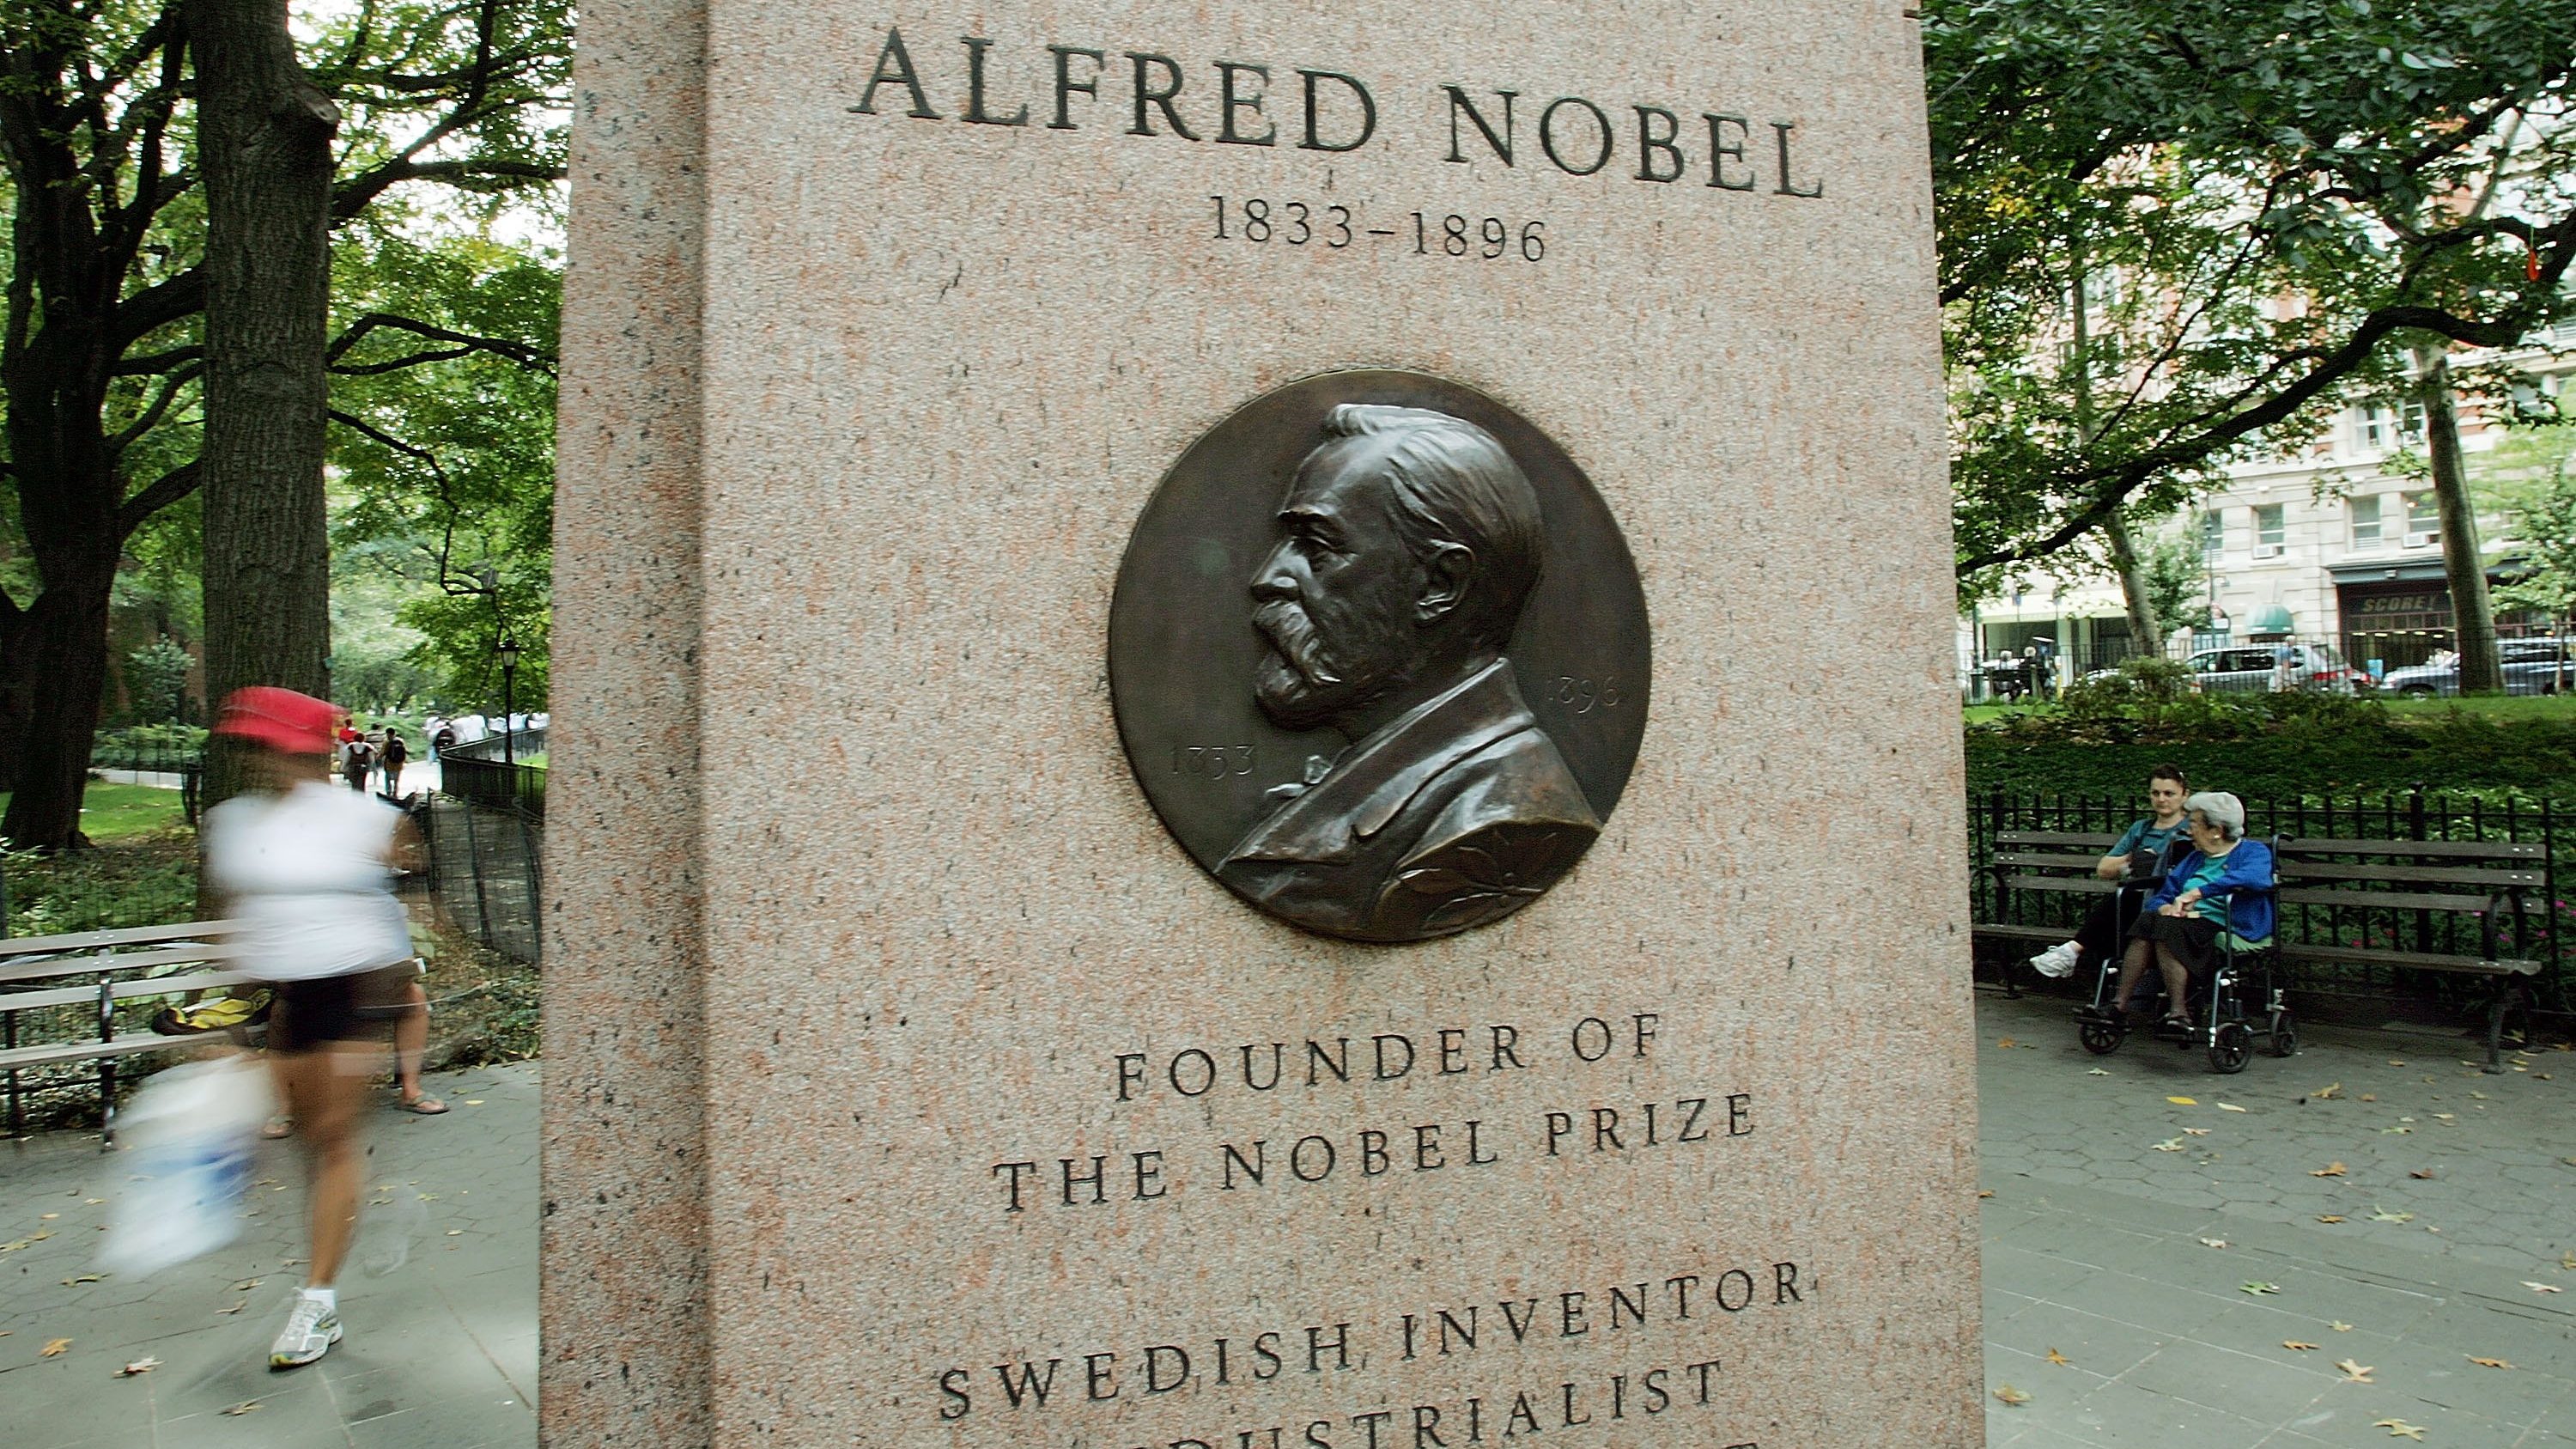 ALFRED NOBEL
1833-1896
1896
1833
FOUNDER OF
THE NOBEL PRIZE
SWEDISH INVENTOR